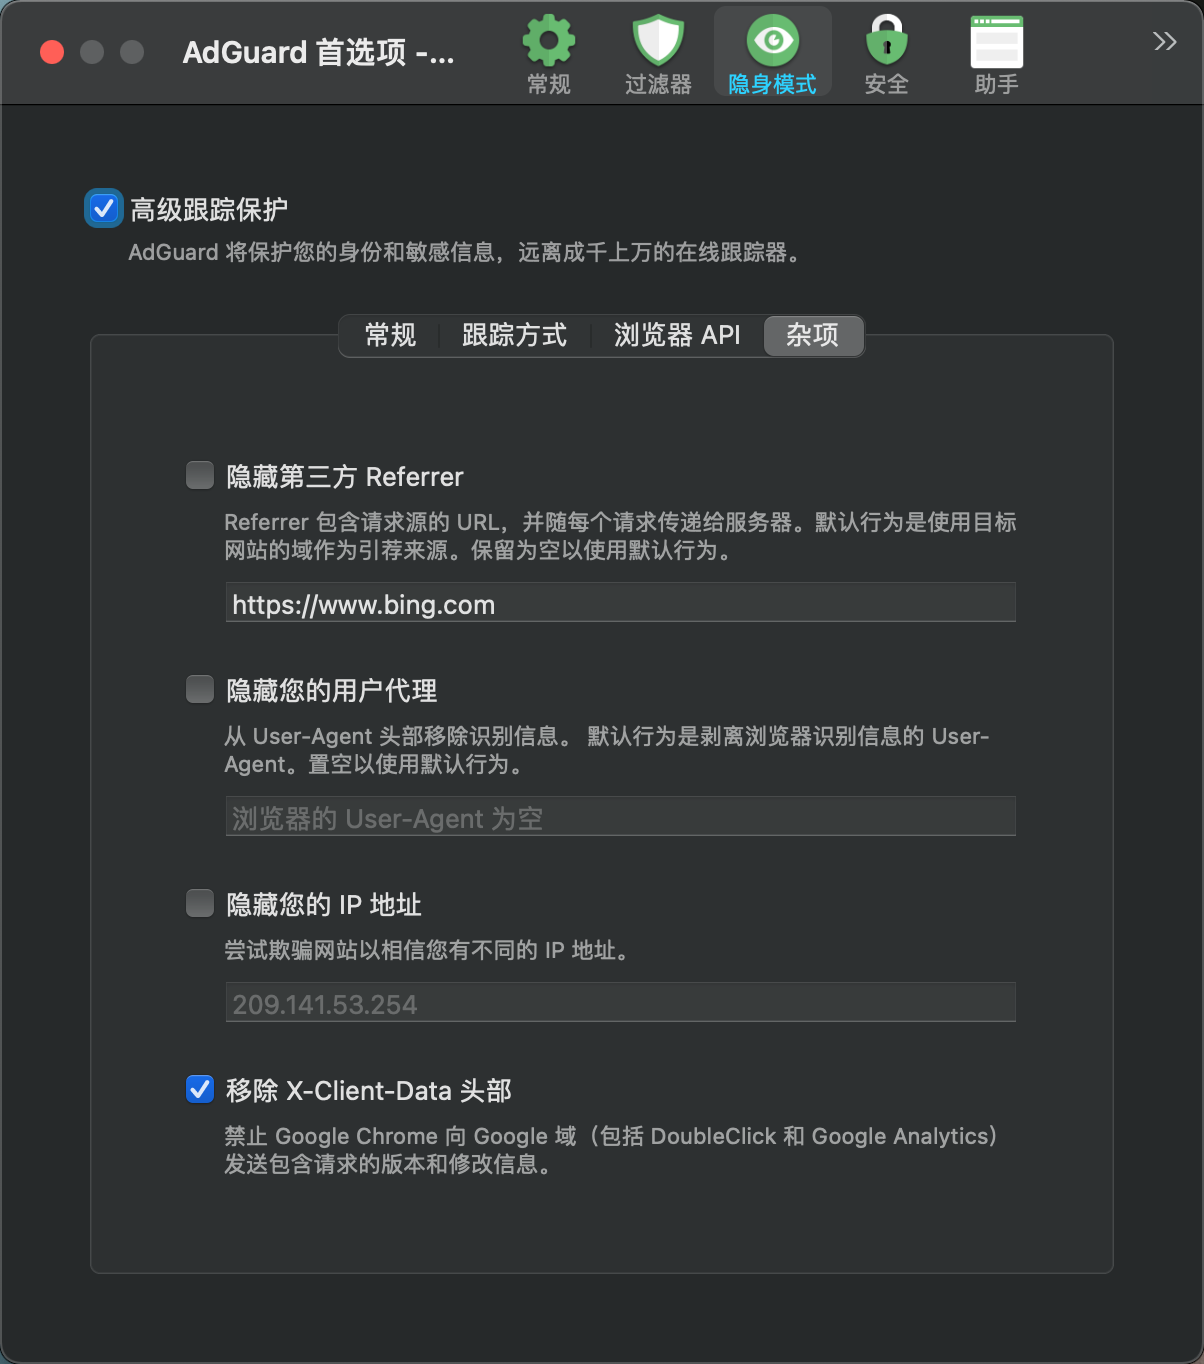 AdGuard 首选项 -...
常规
过滤器
隐身模式
安全
助手
高级跟踪保护
AdGuard 将保护您的身份和敏感信息，远离成千上万的在线跟踪器。
常规
跟踪方式
浏览器 API
杂项
隐藏第三方 Referrer
Referrer 包含请求源的 URL，并随每个请求传递给服务器。默认行为是使用目标
网站的域作为引荐来源。保留为空以使用默认行为。
https://www.bing.com
隐藏您的用户代理
从 User-Agent 头部移除识别信息。 默认行为是剥离浏览器识别信息的 User-
Agent。置空以使用默认行为。
浏览器的 User-Agent 为空
隐藏您的 IP 地址
尝试欺骗网站以相信您有不同的 IP 地址。
209.141.53.254
移除 X-Client-Data 头部
禁止 Google Chrome 向 Google 域（包括 DoubleClick 和 Google Analytics）
发送包含请求的版本和修改信息。